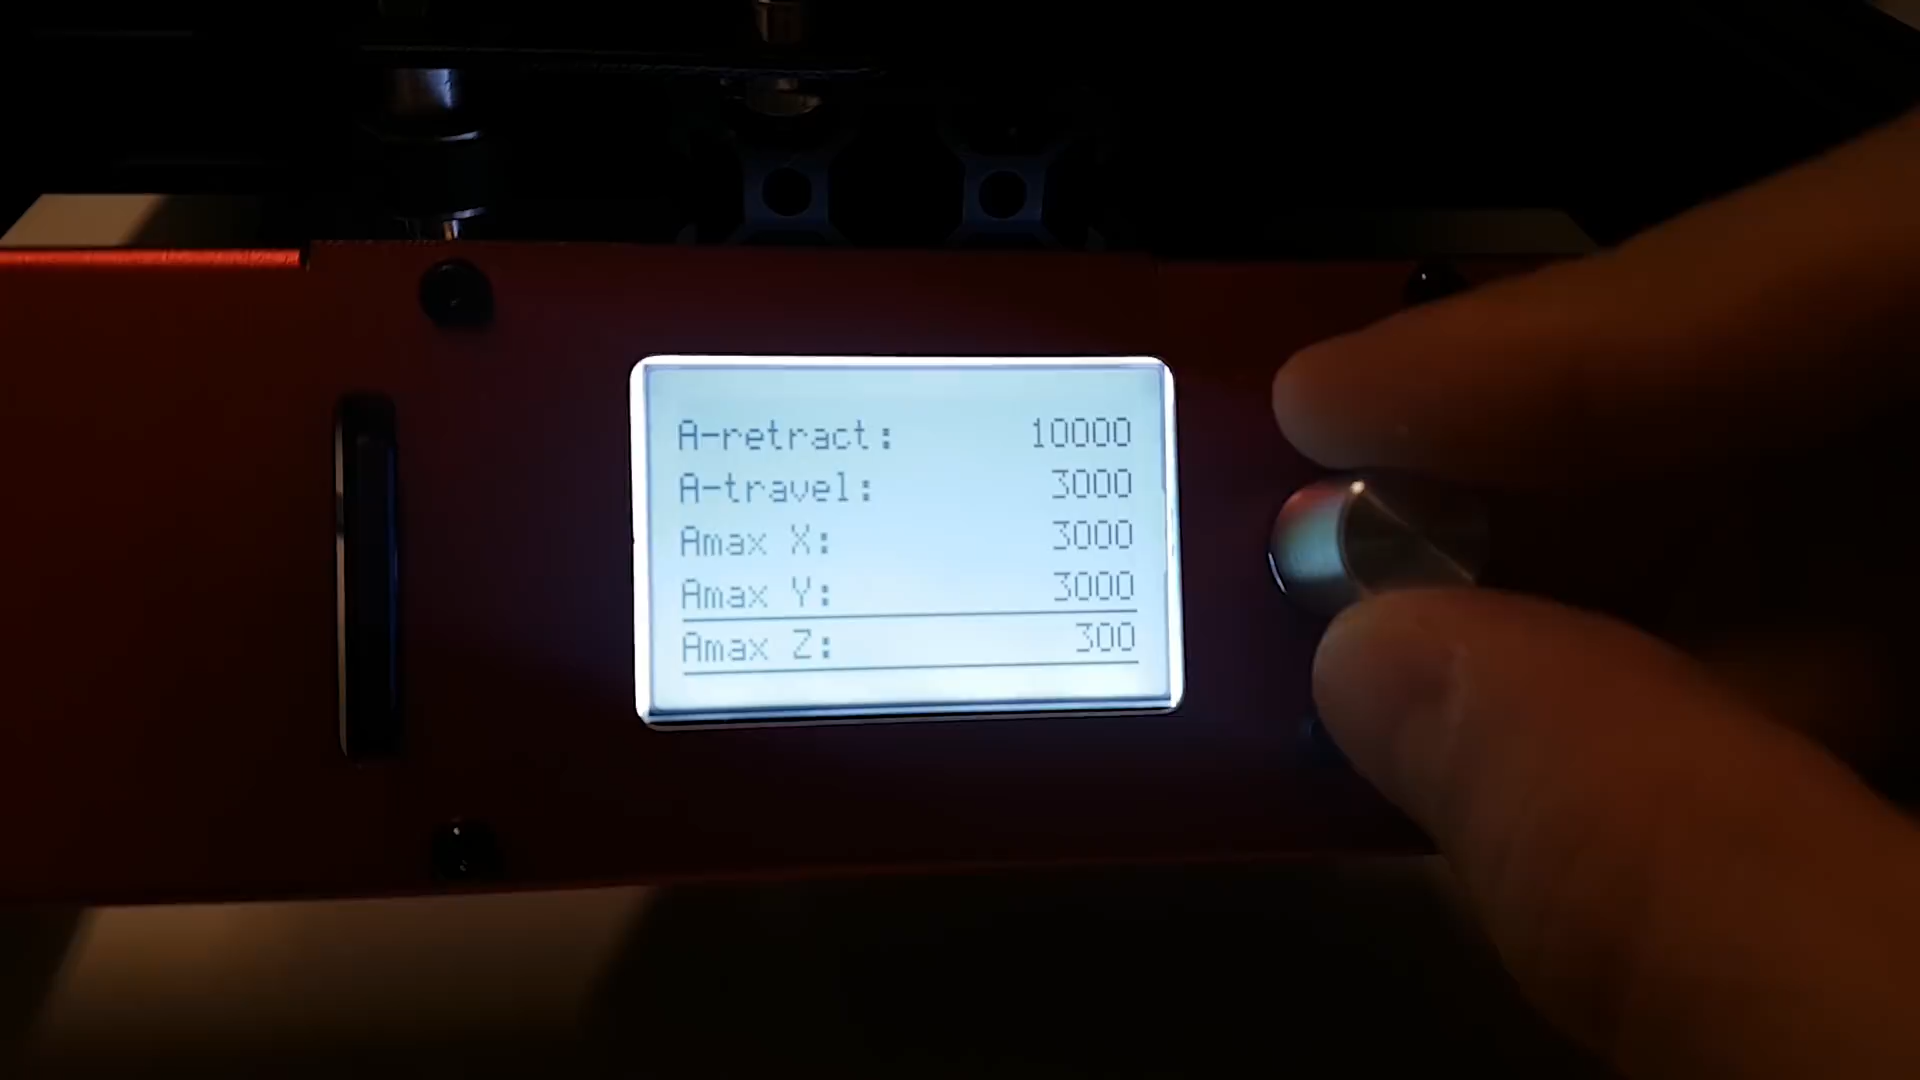 A-retract: 10000
A-travel: 3000
Amax X: 3000
Amax Y: 3000
Amax Z: 300